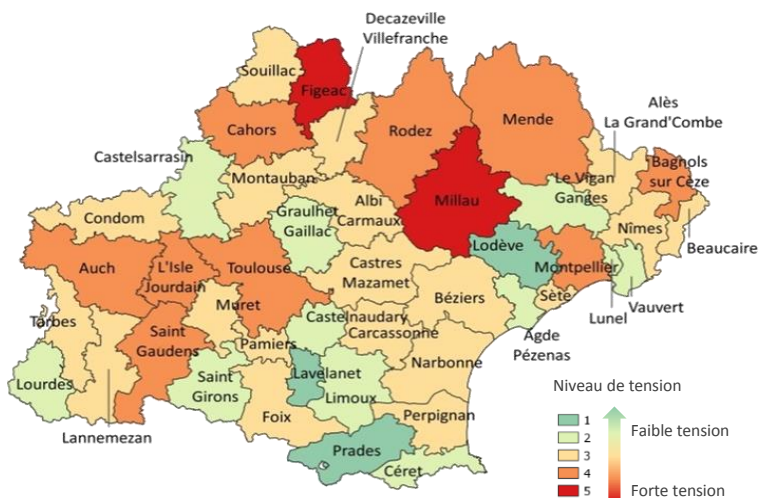 Decazeville
Villefranche
Souillac
Figeac
Cahors
Rodez
Mende
Alès
La Grand'Combe
Castelsarrasin
Montauban
Bagnols
sur Cèze
Le Vigan
Ganges
Condom
Graulhet
Gaillac
Albi
Carmaux
Millau
Nîmes
Beaucaire
Auch
L'Isle
Jourdain
Toulouse
Castres
Mazamet
Lodève
Montpellier
Béziers
Sète
Lunel
Vauvert
Agde
Pézenas
Tarbes
Muret
Saint
Gaudens
Pamiers
Castelnaudary
Carcassonne
Narbonne
Lourdes
Saint
Girons
Lavelanet
Limoux
Foix
Perpignan
Lannemezan
Prades
Céret
Niveau de tension
1
2
3
4
5
Faible tension
Forte tension